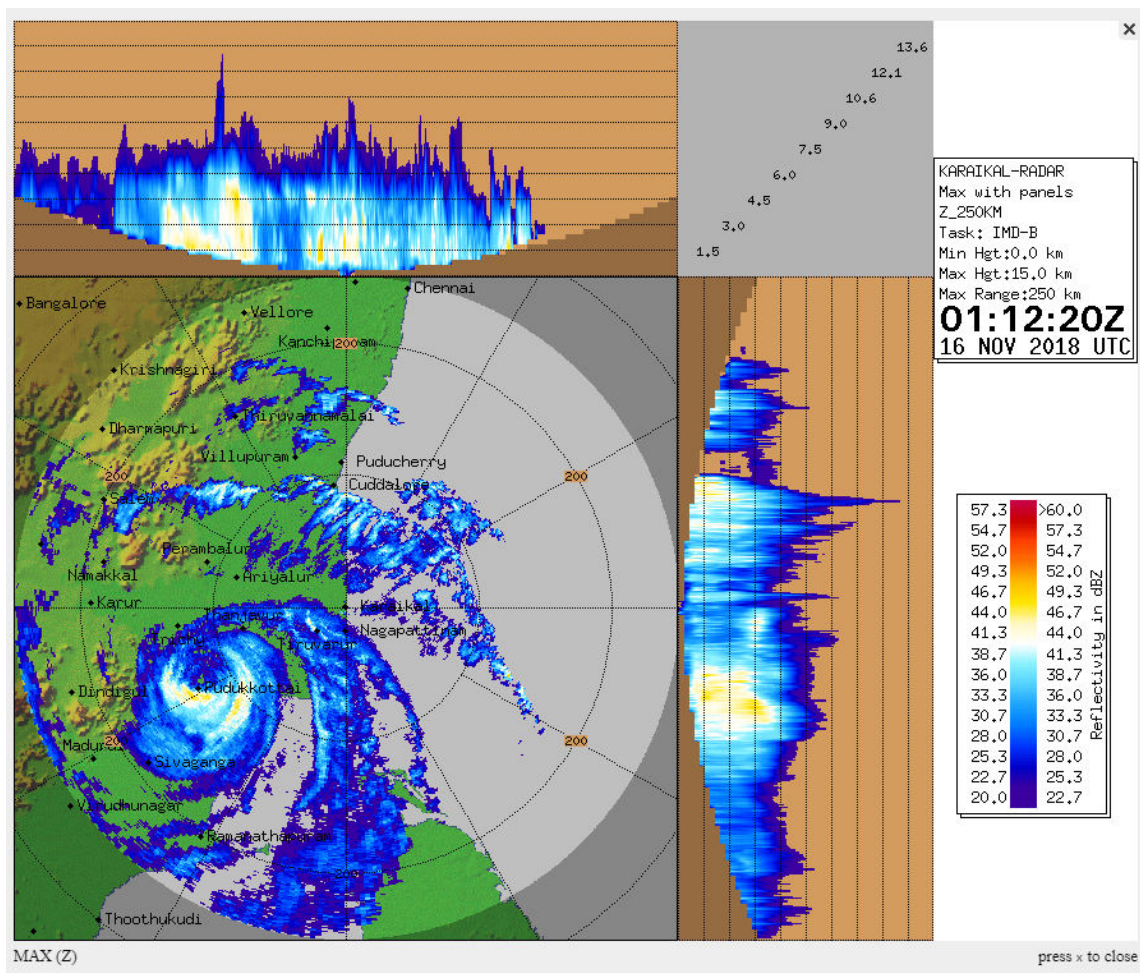 ×
13.6
12.1
10.6
9.0
7.5
6.0
4.5
3.0
1.5
KARAIKAL-RADAR
Max with panels
Z_250KM
Task: IMD-B
Min Hgt:0.0 km
Max Hgt:15.0 km
Max Range:250 km
01:12:20Z
16 NOV 2018 UTC
Chennai
Bangalore
Vellore
200
Krishnagiri
Thiruvannamalai
Dharmapuri
Villupuram
Puducherry
200
200
Cuddalore
Salem
Perambalur
Namakkal
Ariyalur
Karur
Karaikal
Thanjavur
Nagapattinam
Tiruvarur
Pudukkottai
Dindigul
200
Sivaganga
Virudhunagar
Ramanathapuram
200
Thoothukudi
57.3 >60.0
54.7 57.3
52.0 54.7
49.3 52.0
46.7 49.3
44.0 46.7
41.3 44.0
38.7 41.3
36.0 38.7
33.3 36.0
30.7 33.3
28.0 30.7
25.3 28.0
22.7 25.3
20.0 22.7
Reflectivity in dBZ
MAX (Z)
press x to close